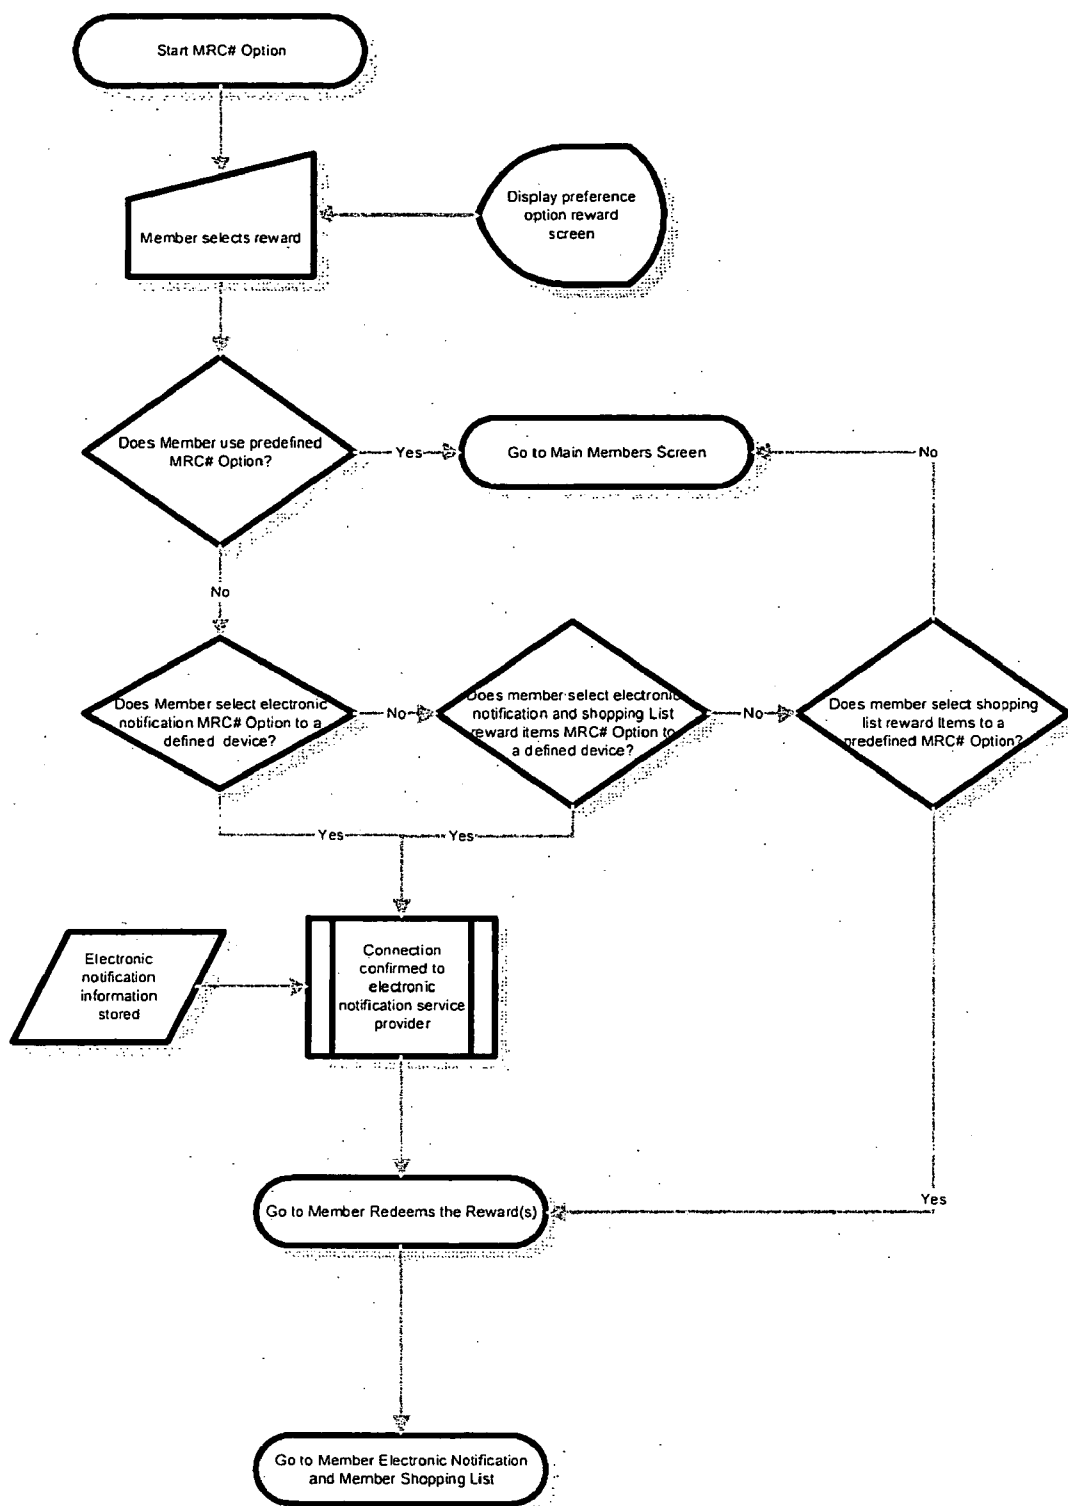 Start MRC# Option
Display preference
option reward
screen
Member selects reward
Does Member use predefined
MRC# Option?
Yes
Go to Main Members Screen
No
No
Does Member select electronic
notification MRC# Option to a
defined device?
No
Does member select electronic
notification and shopping List
reward items MRC# Option to
a defined device?
No
Does member select shopping
list reward Items to a
predefined MRC# Option?
Yes
Yes
Electronic
notification
information
stored
Connection
confirmed to
electronic
notification service
provider
Yes
Go to Member Redeems the Reward(s)
Go to Member Electronic Notification
and Member Shopping List